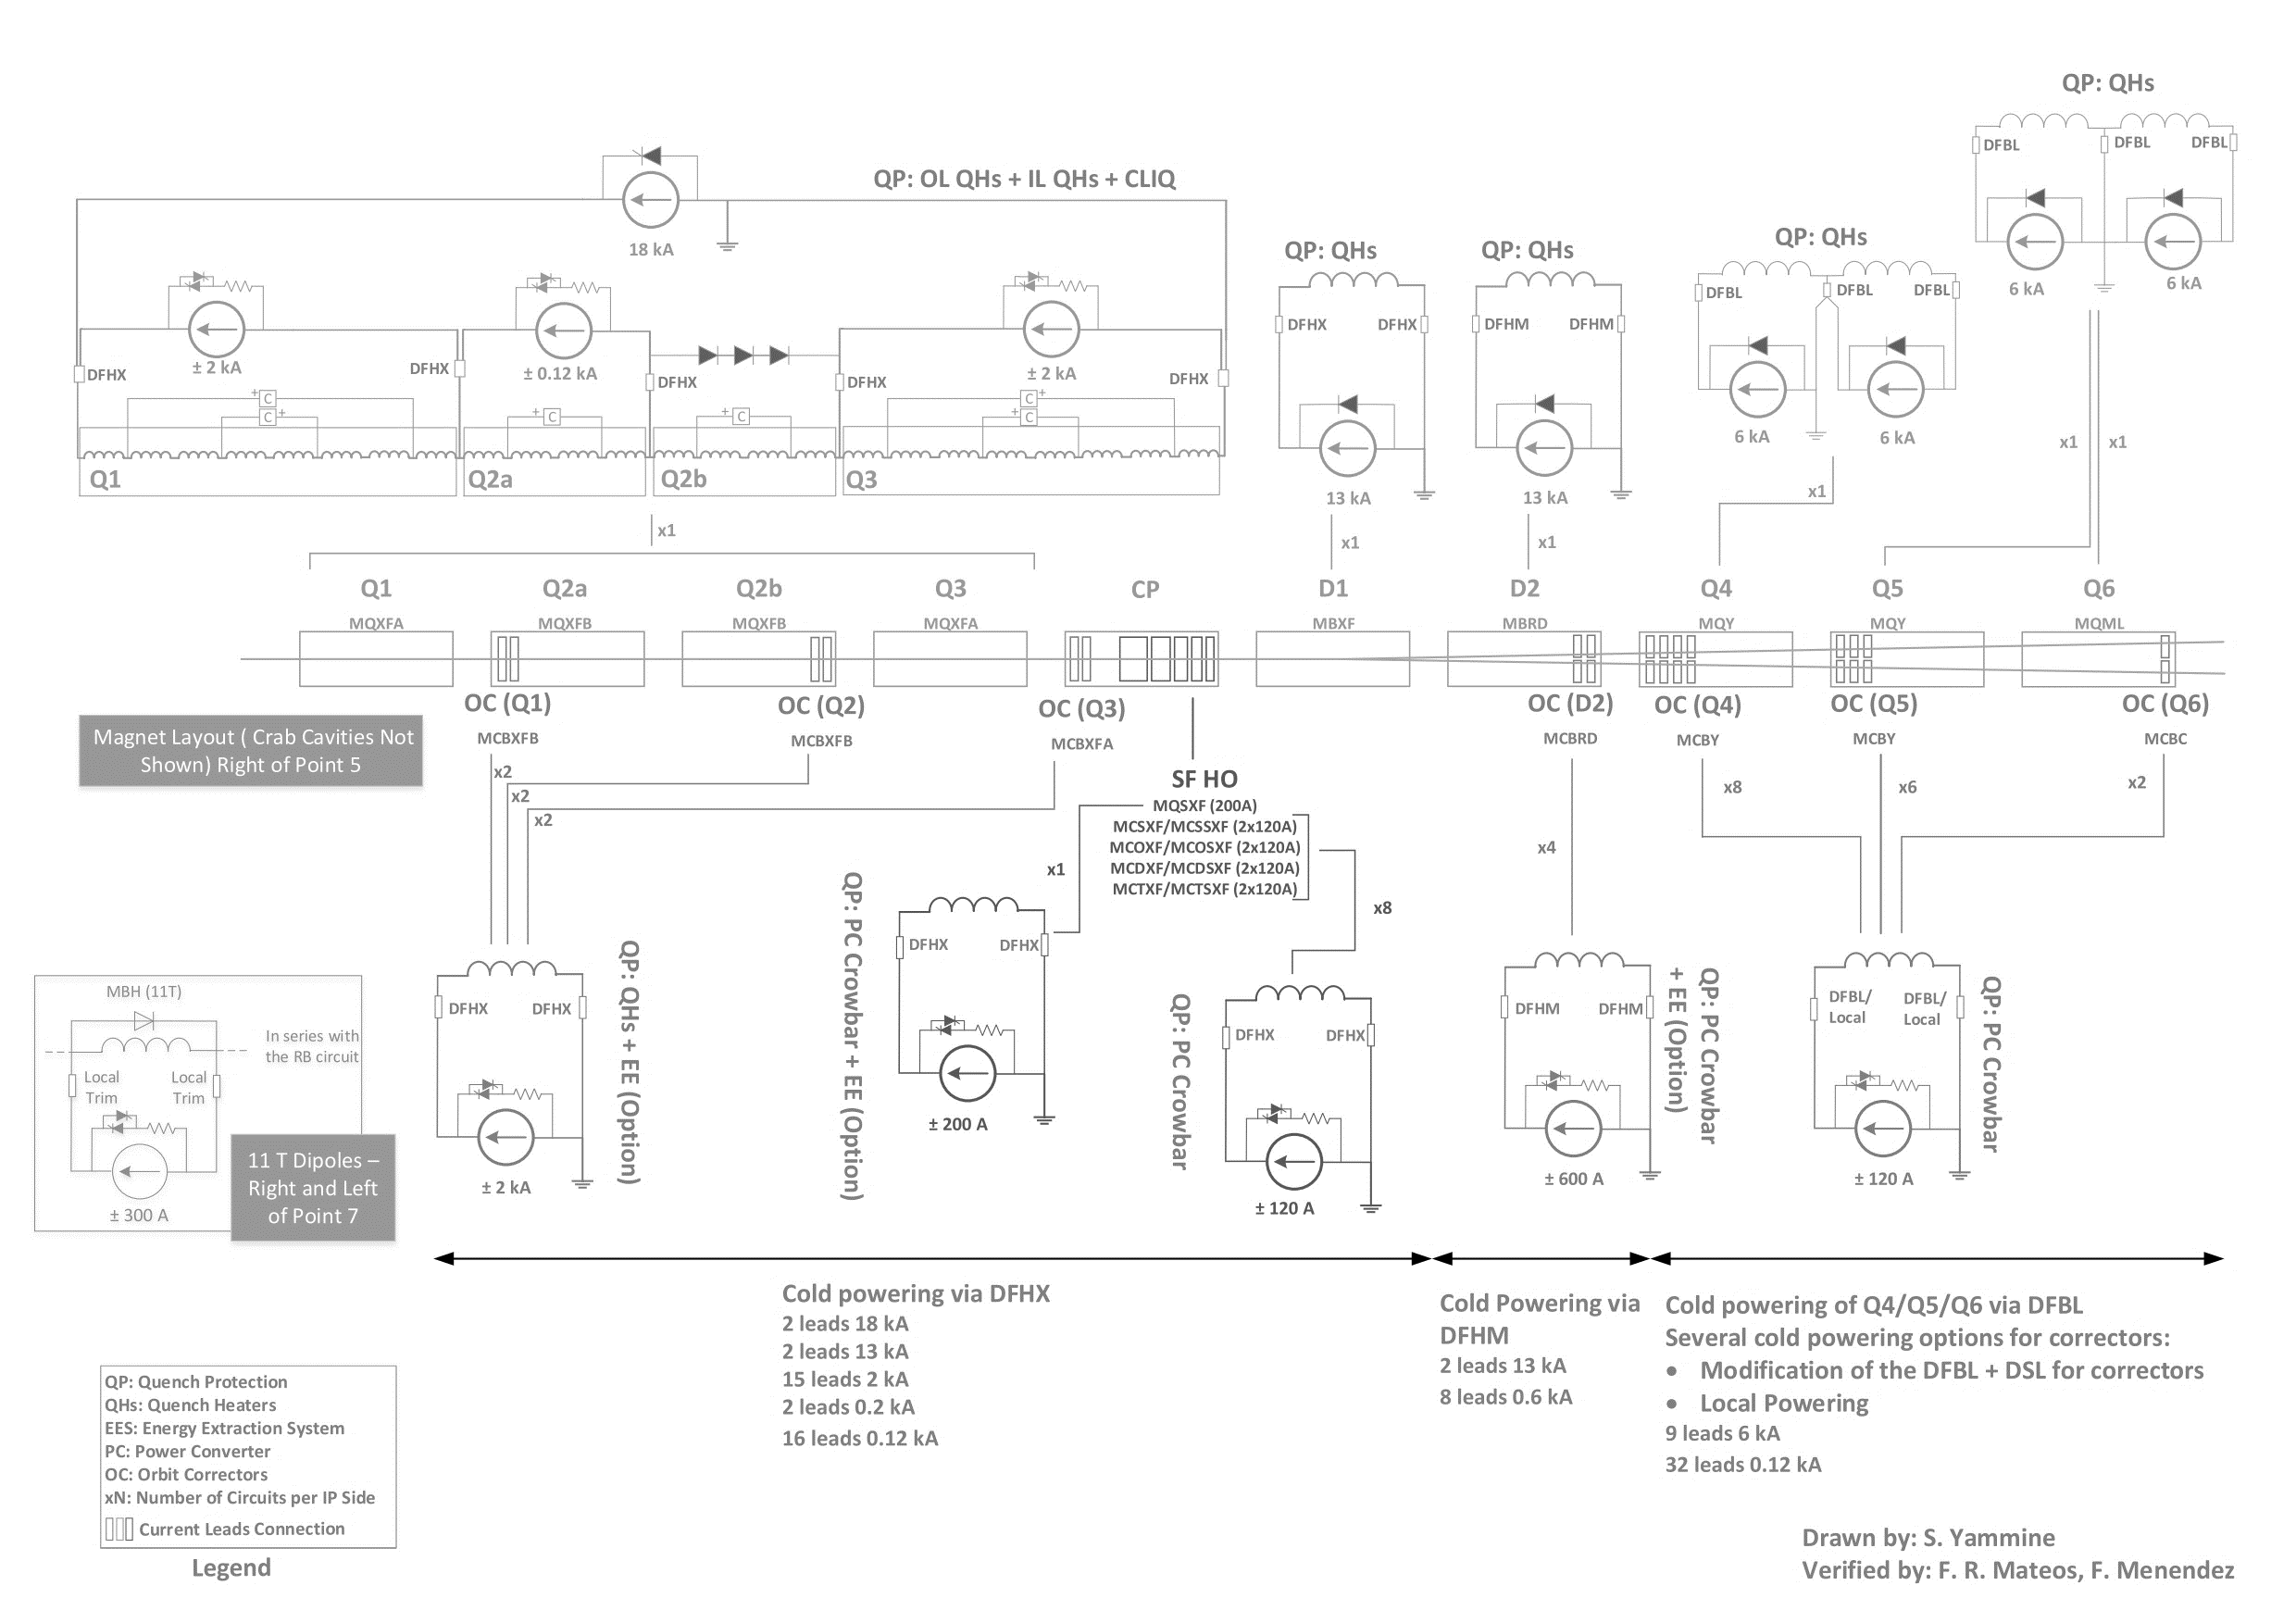 QP: QHs
DFBL
DFBL
DFBL
6 kA
6 kA
QP: OL QHs + IL QHs + CLIQ
18 kA
QP: QHs
DFHX
DFHX
13 kA
QP: QHs
DFHM
DFHM
13 kA
QP: QHs
DFBL
DFBL
DFBL
6 kA
6 kA
± 2 kA
± 0.12 kA
± 2 kA
DFHX
DFHX
DFHX
DFHX
DFHX
+ C
C +
+ C
+ C
C +
+ C
Q1
Q2a
Q2b
Q3
x1
x1
x1
x1
x1
x1
Q1
Q2a
Q2b
Q3
CP
D1
D2
Q4
Q5
Q6
MQXFA
MQXFB
MQXFB
MQXFA
MBXF
MBRD
MQY
MQY
MQML
OC (Q1)
OC (Q2)
OC (Q3)
OC (D2)
OC (Q4)
OC (Q5)
OC (Q6)
MCBXFB
MCBXFB
MCBXFA
MCBRD
MCBY
MCBY
MCBC
Magnet Layout ( Crab Cavities Not
Shown) Right of Point 5
x2
x2
x2
SF HO
MQSXF (200A)
MCSXF/MCSSXF (2x120A)
MCOXF/MCOSXF (2x120A)
MCDXF/MCDSXF (2x120A)
MCTXF/MCTSXF (2x120A)
x1
x8
x4
x8
x6
x2
MBH (11T)
In series with
the RB circuit
Local
Trim
Local
Trim
± 300 A
11 T Dipoles –
Right and Left
of Point 7
DFHX
DFHX
± 2 kA
QP: QHs + EE (Option)
QP: PC Crowbar + EE (Option)
DFHX
DFHX
± 200 A
QP: PC Crowbar
DFHX
DFHX
± 120 A
DFHM
DFHM
± 600 A
QP: PC Crowbar
+ EE (Option)
DFBL/
Local
DFBL/
Local
± 120 A
QP: PC Crowbar
Cold powering via DFHX
2 leads 18 kA
2 leads 13 kA
15 leads 2 kA
2 leads 0.2 kA
16 leads 0.12 kA
Cold Powering via
DFHM
2 leads 13 kA
8 leads 0.6 kA
Cold powering of Q4/Q5/Q6 via DFBL
Several cold powering options for correctors:
• Modification of the DFBL + DSL for correctors
• Local Powering
9 leads 6 kA
32 leads 0.12 kA
QP: Quench Protection
QHs: Quench Heaters
EES: Energy Extraction System
PC: Power Converter
OC: Orbit Correctors
xN: Number of Circuits per IP Side
Current Leads Connection
Legend
Drawn by: S. Yammine
Verified by: F. R. Mateos, F. Menendez